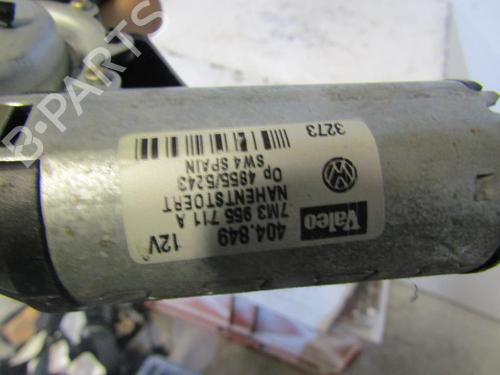 Valeo
404.849 12V
7M3 955 711 A
NAHENTSTOERT
Op 4855/5243
SW4 SPAIN
3273
B-PARTS